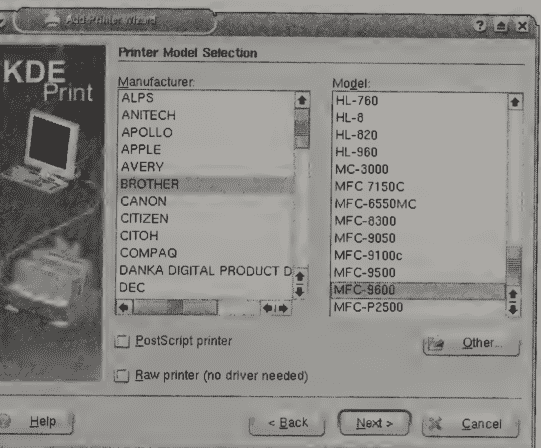 Add Printer Wizard
KDE
Print
Printer Model Selection
Manufacturer:
ALPS
ANITECH
APOLLO
APPLE
AVERY
BROTHER
CANON
CITIZEN
CITOH
COMPAQ
DANKA DIGITAL PRODUCT D
DEC
Model:
HL-760
HL-8
HL-820
HL-960
MC-3000
MFC 7150C
MFC-6550MC
MFC-8300
MFC-9050
MFC-9100c
MFC-9500
MFC-9600
MFC-P2500
PostScript printer
Other...
Raw printer (no driver needed)
Help
< Back
Next >
Cancel